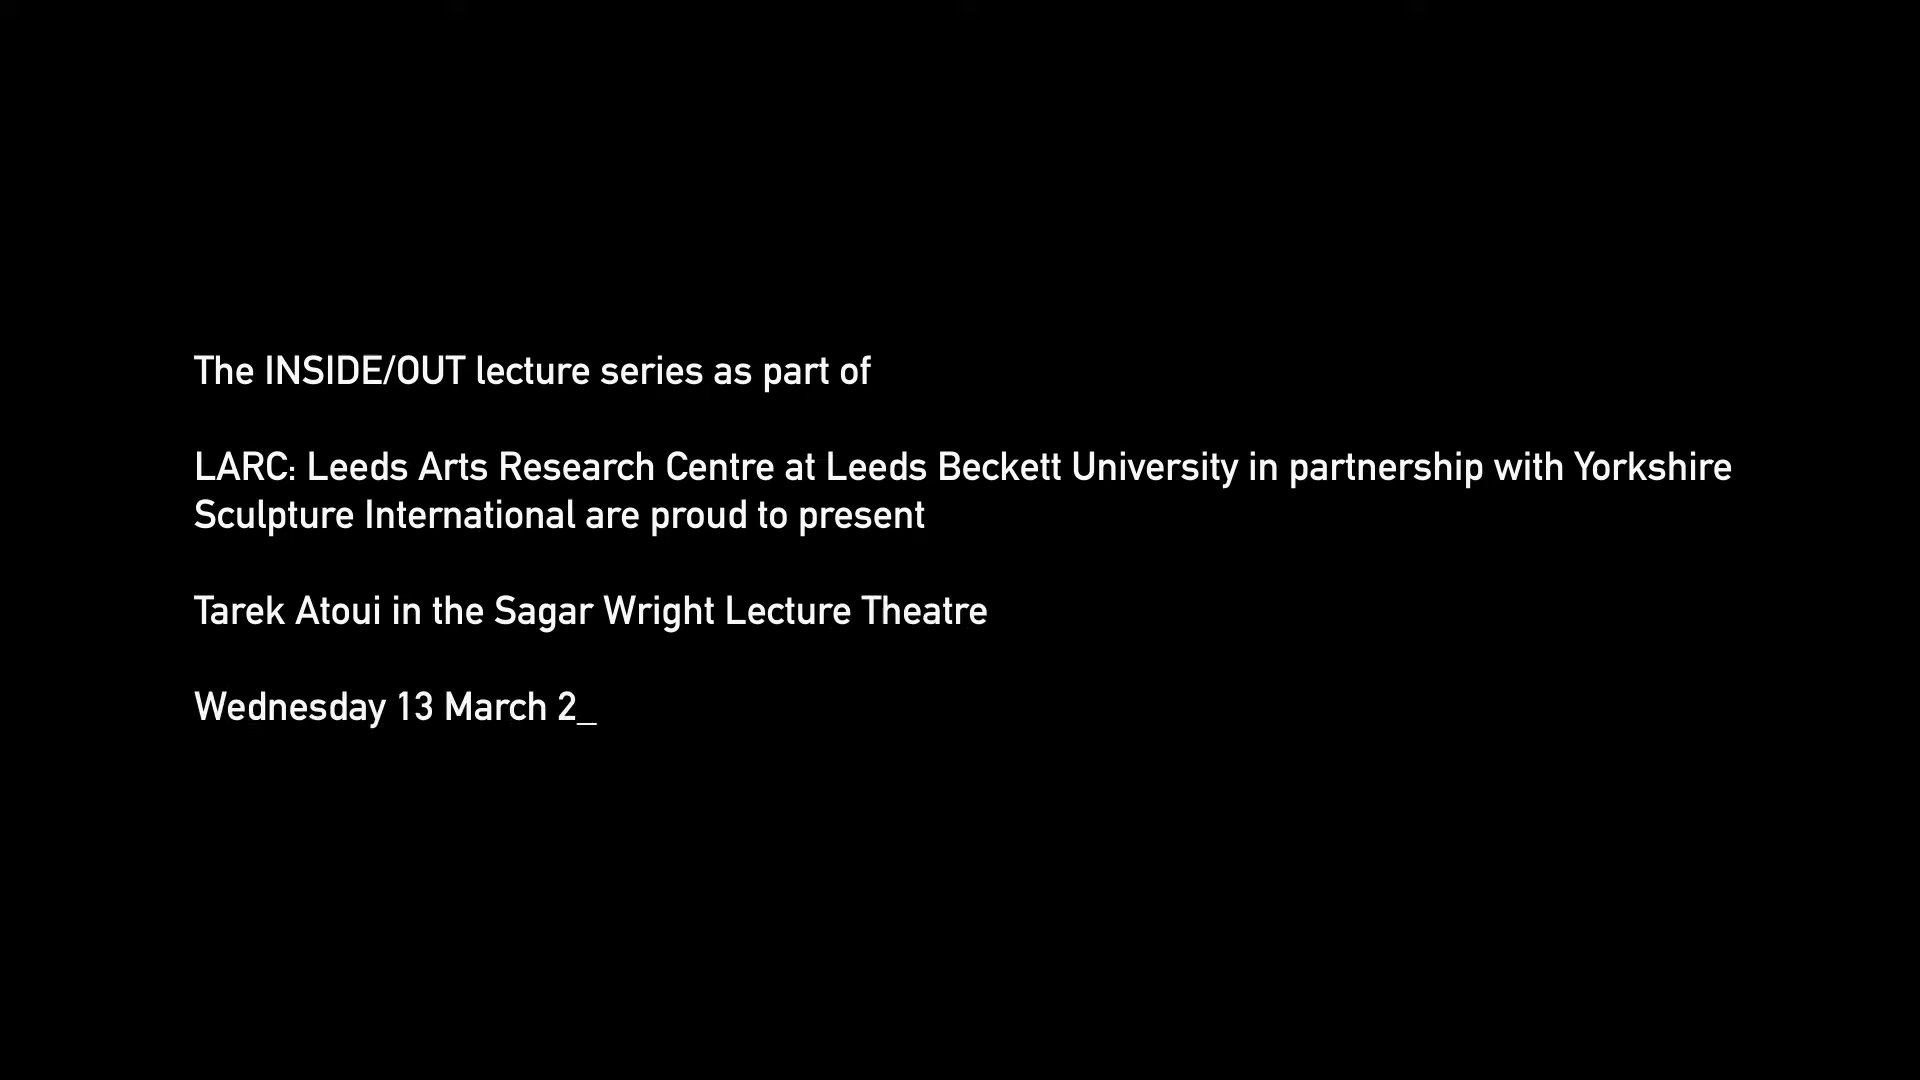 The INSIDE/OUT lecture series as part of
LARC: Leeds Arts Research Centre at Leeds Beckett University in partnership with Yorkshire
Sculpture International are proud to present
Tarek Atoui in the Sagar Wright Lecture Theatre
Wednesday 13 March 2_